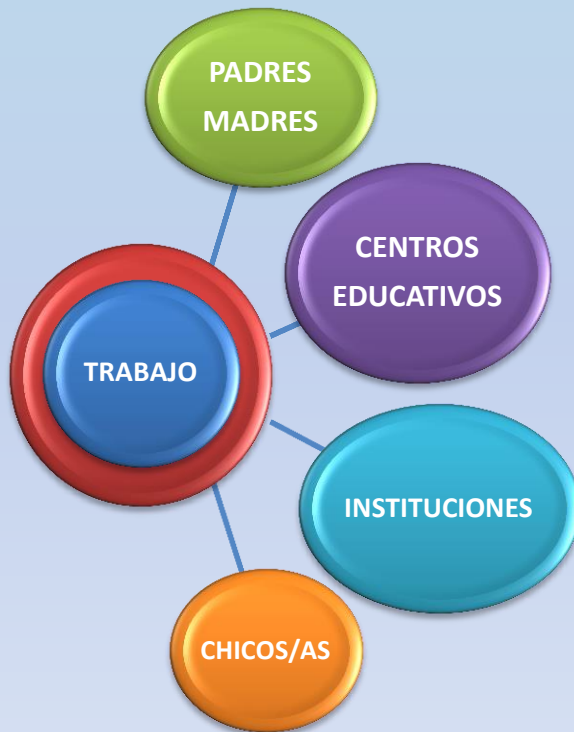 PADRES
MADRES
CENTROS
EDUCATIVOS
TRABAJO
INSTITUCIONES
CHICOS/AS